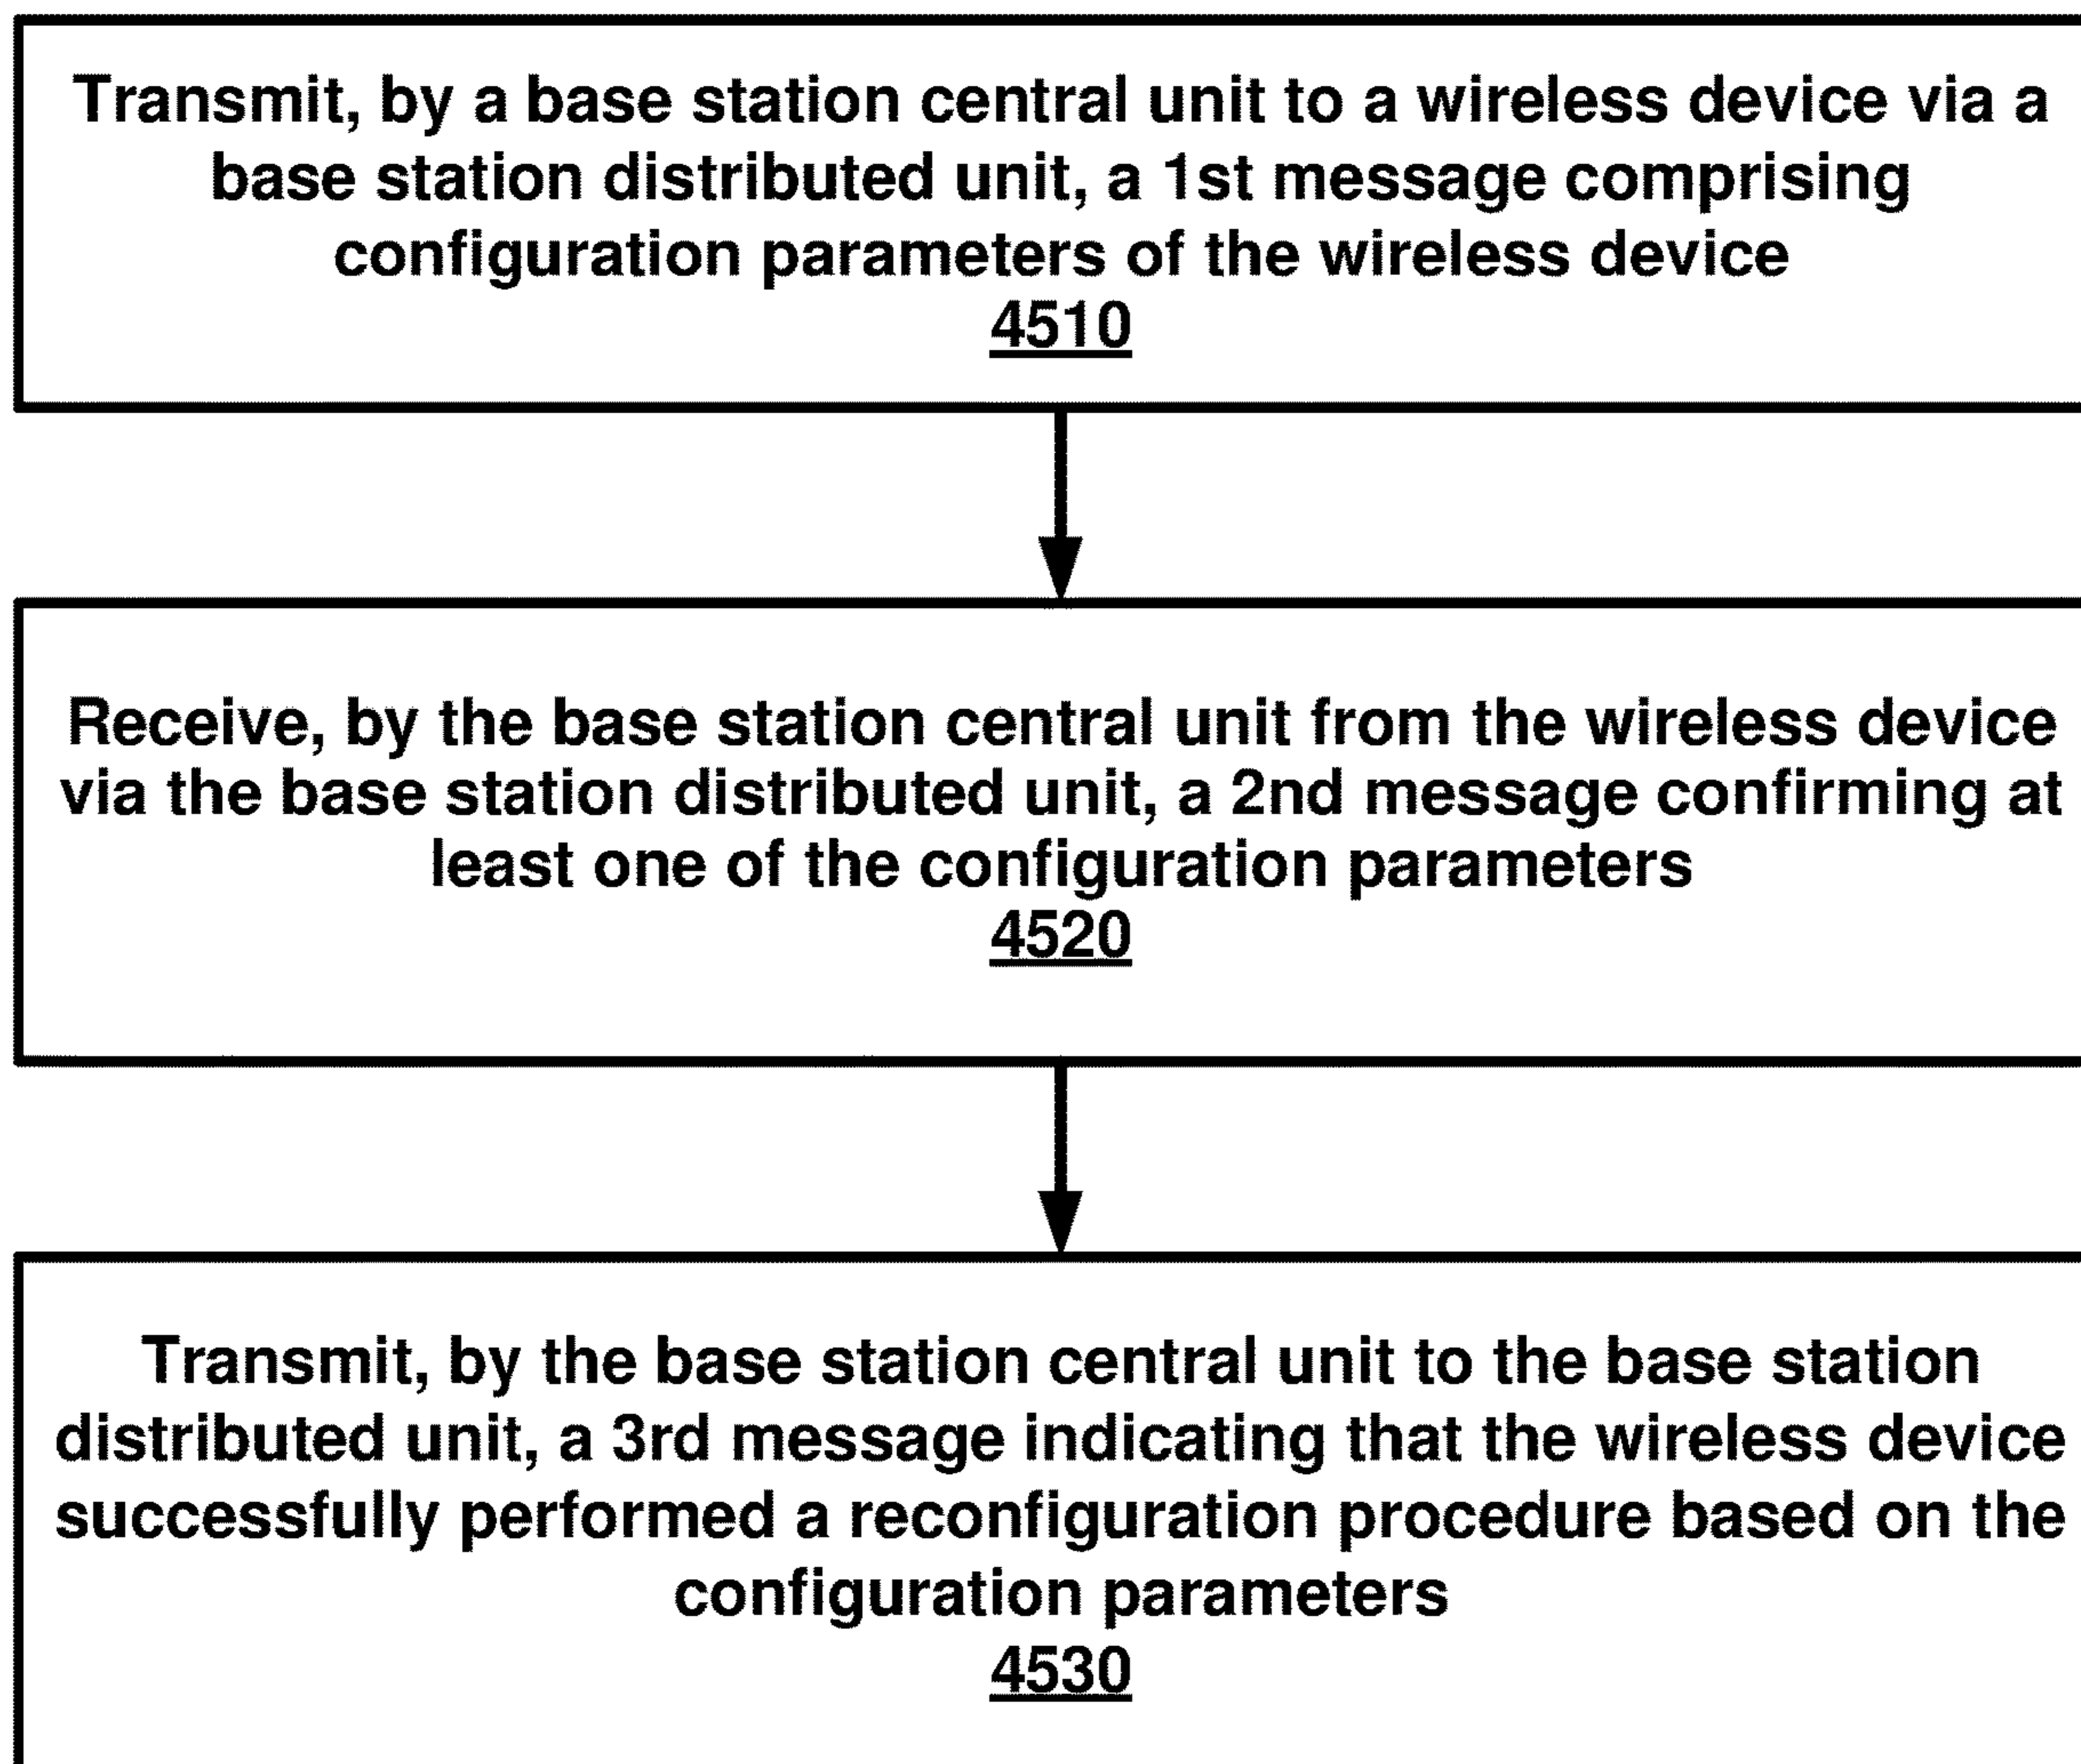 Transmit, by a base station central unit to a wireless device via a
base station distributed unit, a 1st message comprising
configuration parameters of the wireless device
4510
Receive, by the base station central unit from the wireless device
via the base station distributed unit, a 2nd message confirming at
least one of the configuration parameters
4520
Transmit, by the base station central unit to the base station
distributed unit, a 3rd message indicating that the wireless device
successfully performed a reconfiguration procedure based on the
configuration parameters
4530